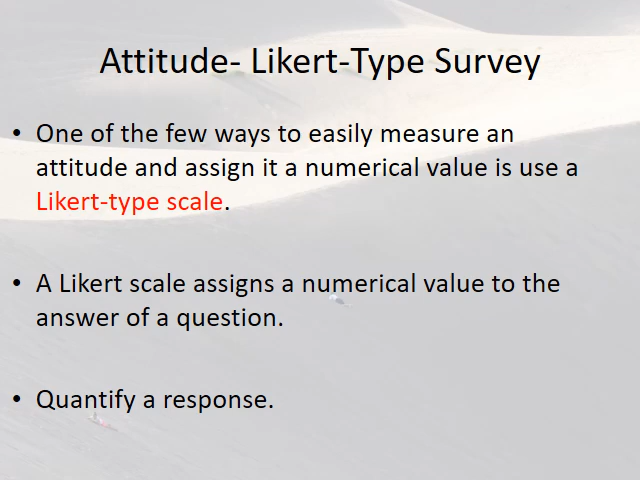 Attitude- Likert-Type Survey
• One of the few ways to easily measure an
attitude and assign it a numerical value is use a
Likert-type scale.
• A Likert scale assigns a numerical value to the
answer of a question.
• Quantify a response.